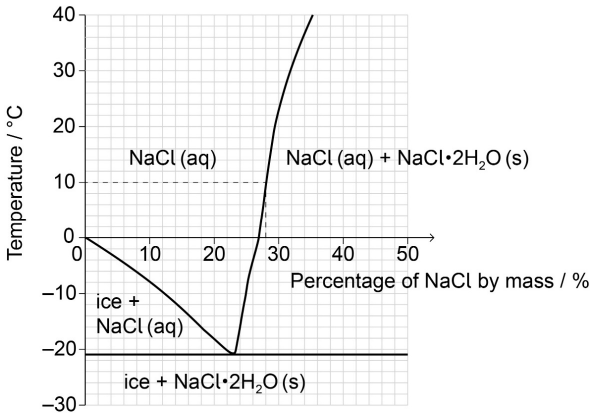 40
30
20
10
0
–10
–20
–30
Temperature / °C
NaCl (aq)
NaCl (aq) + NaCl•2H₂O (s)
0 10 20 30 40 50
Percentage of NaCl by mass / %
ice +
NaCl (aq)
ice + NaCl•2H₂O (s)